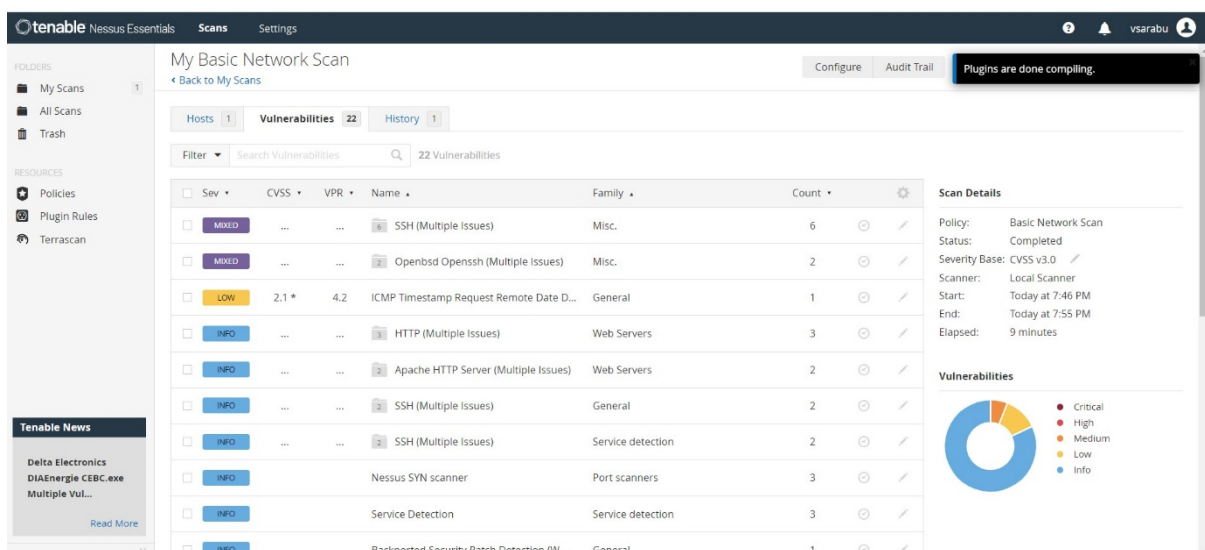 tenable Nessus Essentials Scans Settings vsarabu
FOLDERS
My Scans 1
All Scans
Trash
RESOURCES
Policies
Plugin Rules
Terrascan
Tenable News
Delta Electronics
DIAEnergie CEBC.exe
Multiple Vul...
Read More
My Basic Network Scan
Back to My Scans
Configure Audit Trail
Plugins are done compiling.
Hosts 1 Vulnerabilities 22 History 1
Filter Search Vulnerabilities 22 Vulnerabilities
Sev CVSS VPR Name Family Count
MIXED ... ... 6 SSH (Multiple Issues) Misc. 6
MIXED ... ... 2 Openbsd Openssh (Multiple Issues) Misc. 2
LOW 2.1 * 4.2 ICMP Timestamp Request Remote Date D... General 1
INFO ... ... 3 HTTP (Multiple Issues) Web Servers 3
INFO ... ... 2 Apache HTTP Server (Multiple Issues) Web Servers 2
INFO ... ... 2 SSH (Multiple Issues) General 2
INFO ... ... 2 SSH (Multiple Issues) Service detection 2
INFO Nessus SYN scanner Port scanners 3
INFO Service Detection Service detection 3
INFO Backported Security Patch Detection (W... General 1
Scan Details
Policy: Basic Network Scan
Status: Completed
Severity Base: CVSS v3.0
Scanner: Local Scanner
Start: Today at 7:46 PM
End: Today at 7:55 PM
Elapsed: 9 minutes
Vulnerabilities
Critical
High
Medium
Low
Info